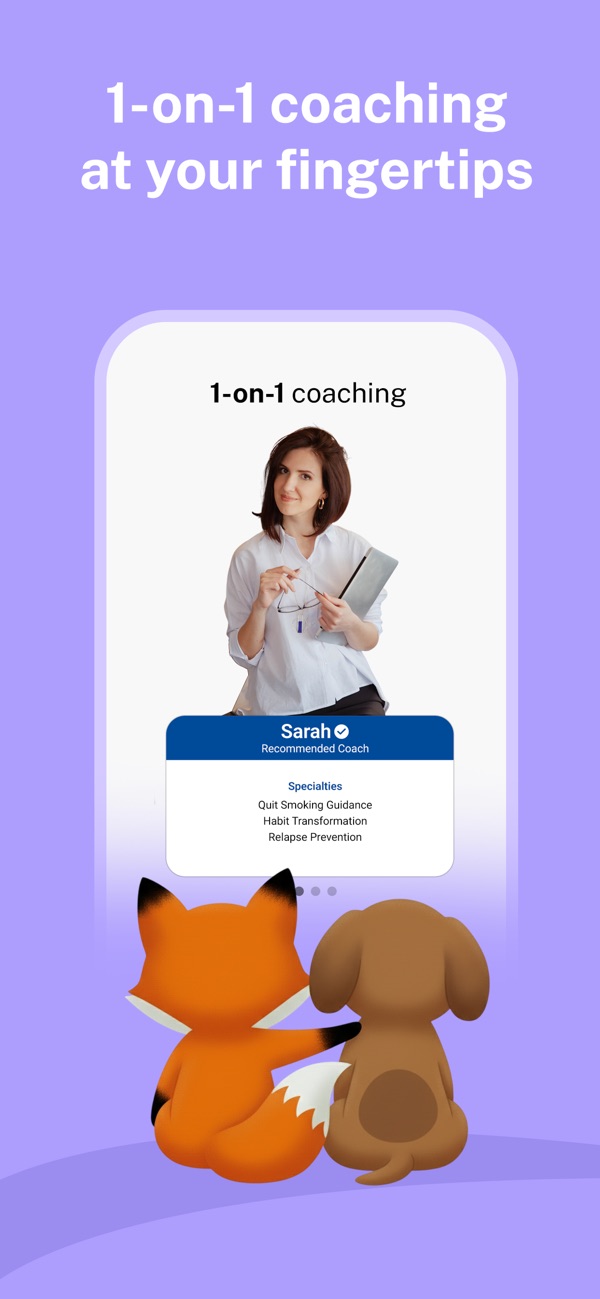 1-on-1 coaching
at your fingertips
1-on-1 coaching
Sarah
Recommended Coach
Specialties
Quit Smoking Guidance
Habit Transformation
Relapse Prevention